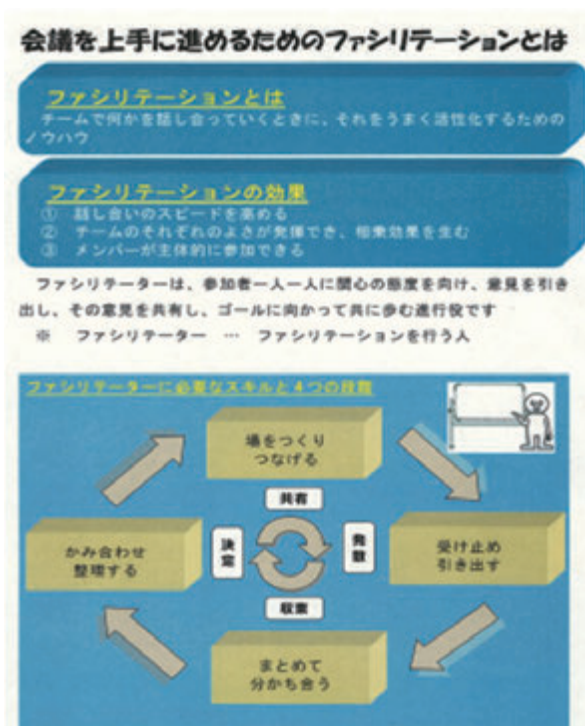 会議を上手に進めるためのファシリテーションとは
ファシリテーションとは
チームで何かを話し合っていくときに、それをうまく活性化するための
ノウハウ
ファシリテーションの効果
① 話し合いのスピードを高める
② チームのそれぞれのよさが発揮でき、相乗効果を生む
③ メンバーが主体的に参加できる
ファシリテーターは、参加者一人一人に関心の態度を向け、意見を引き
出し、その意見を共有し、ゴールに向かって共に歩む進行役です
※ ファシリテーター … ファシリテーションを行う人
ファシリテーターに必要なスキルと4つの段階
場をつくり
つなげる
共有
決定
発散
収束
かみ合わせ
整理する
受け止め
引き出す
まとめて
分かち合う